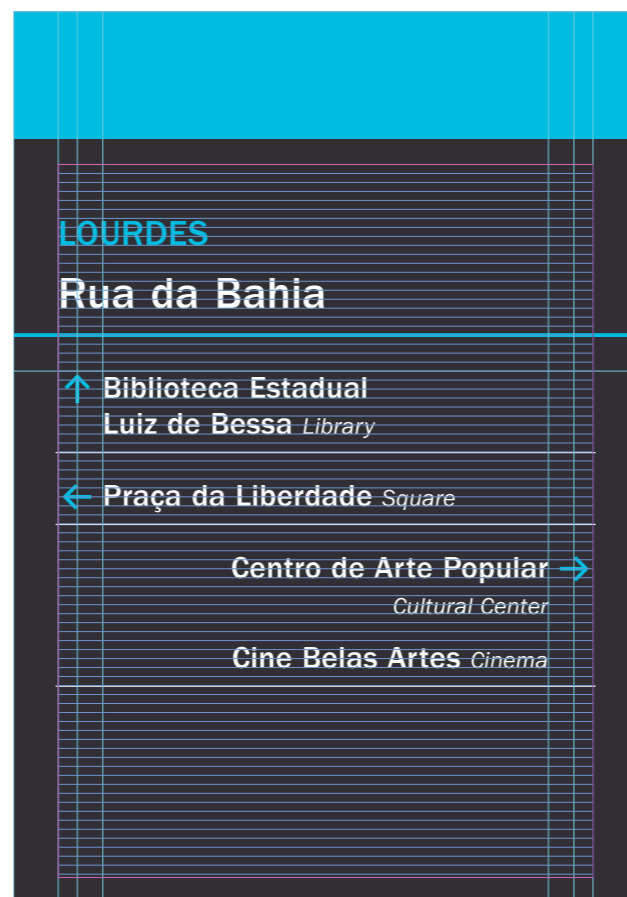 LOURDES
Rua da Bahia
Biblioteca Estadual
Luiz de Bessa Library
Praça da Liberdade Square
Centro de Arte Popular
Cultural Center
Cine Belas Artes Cinema